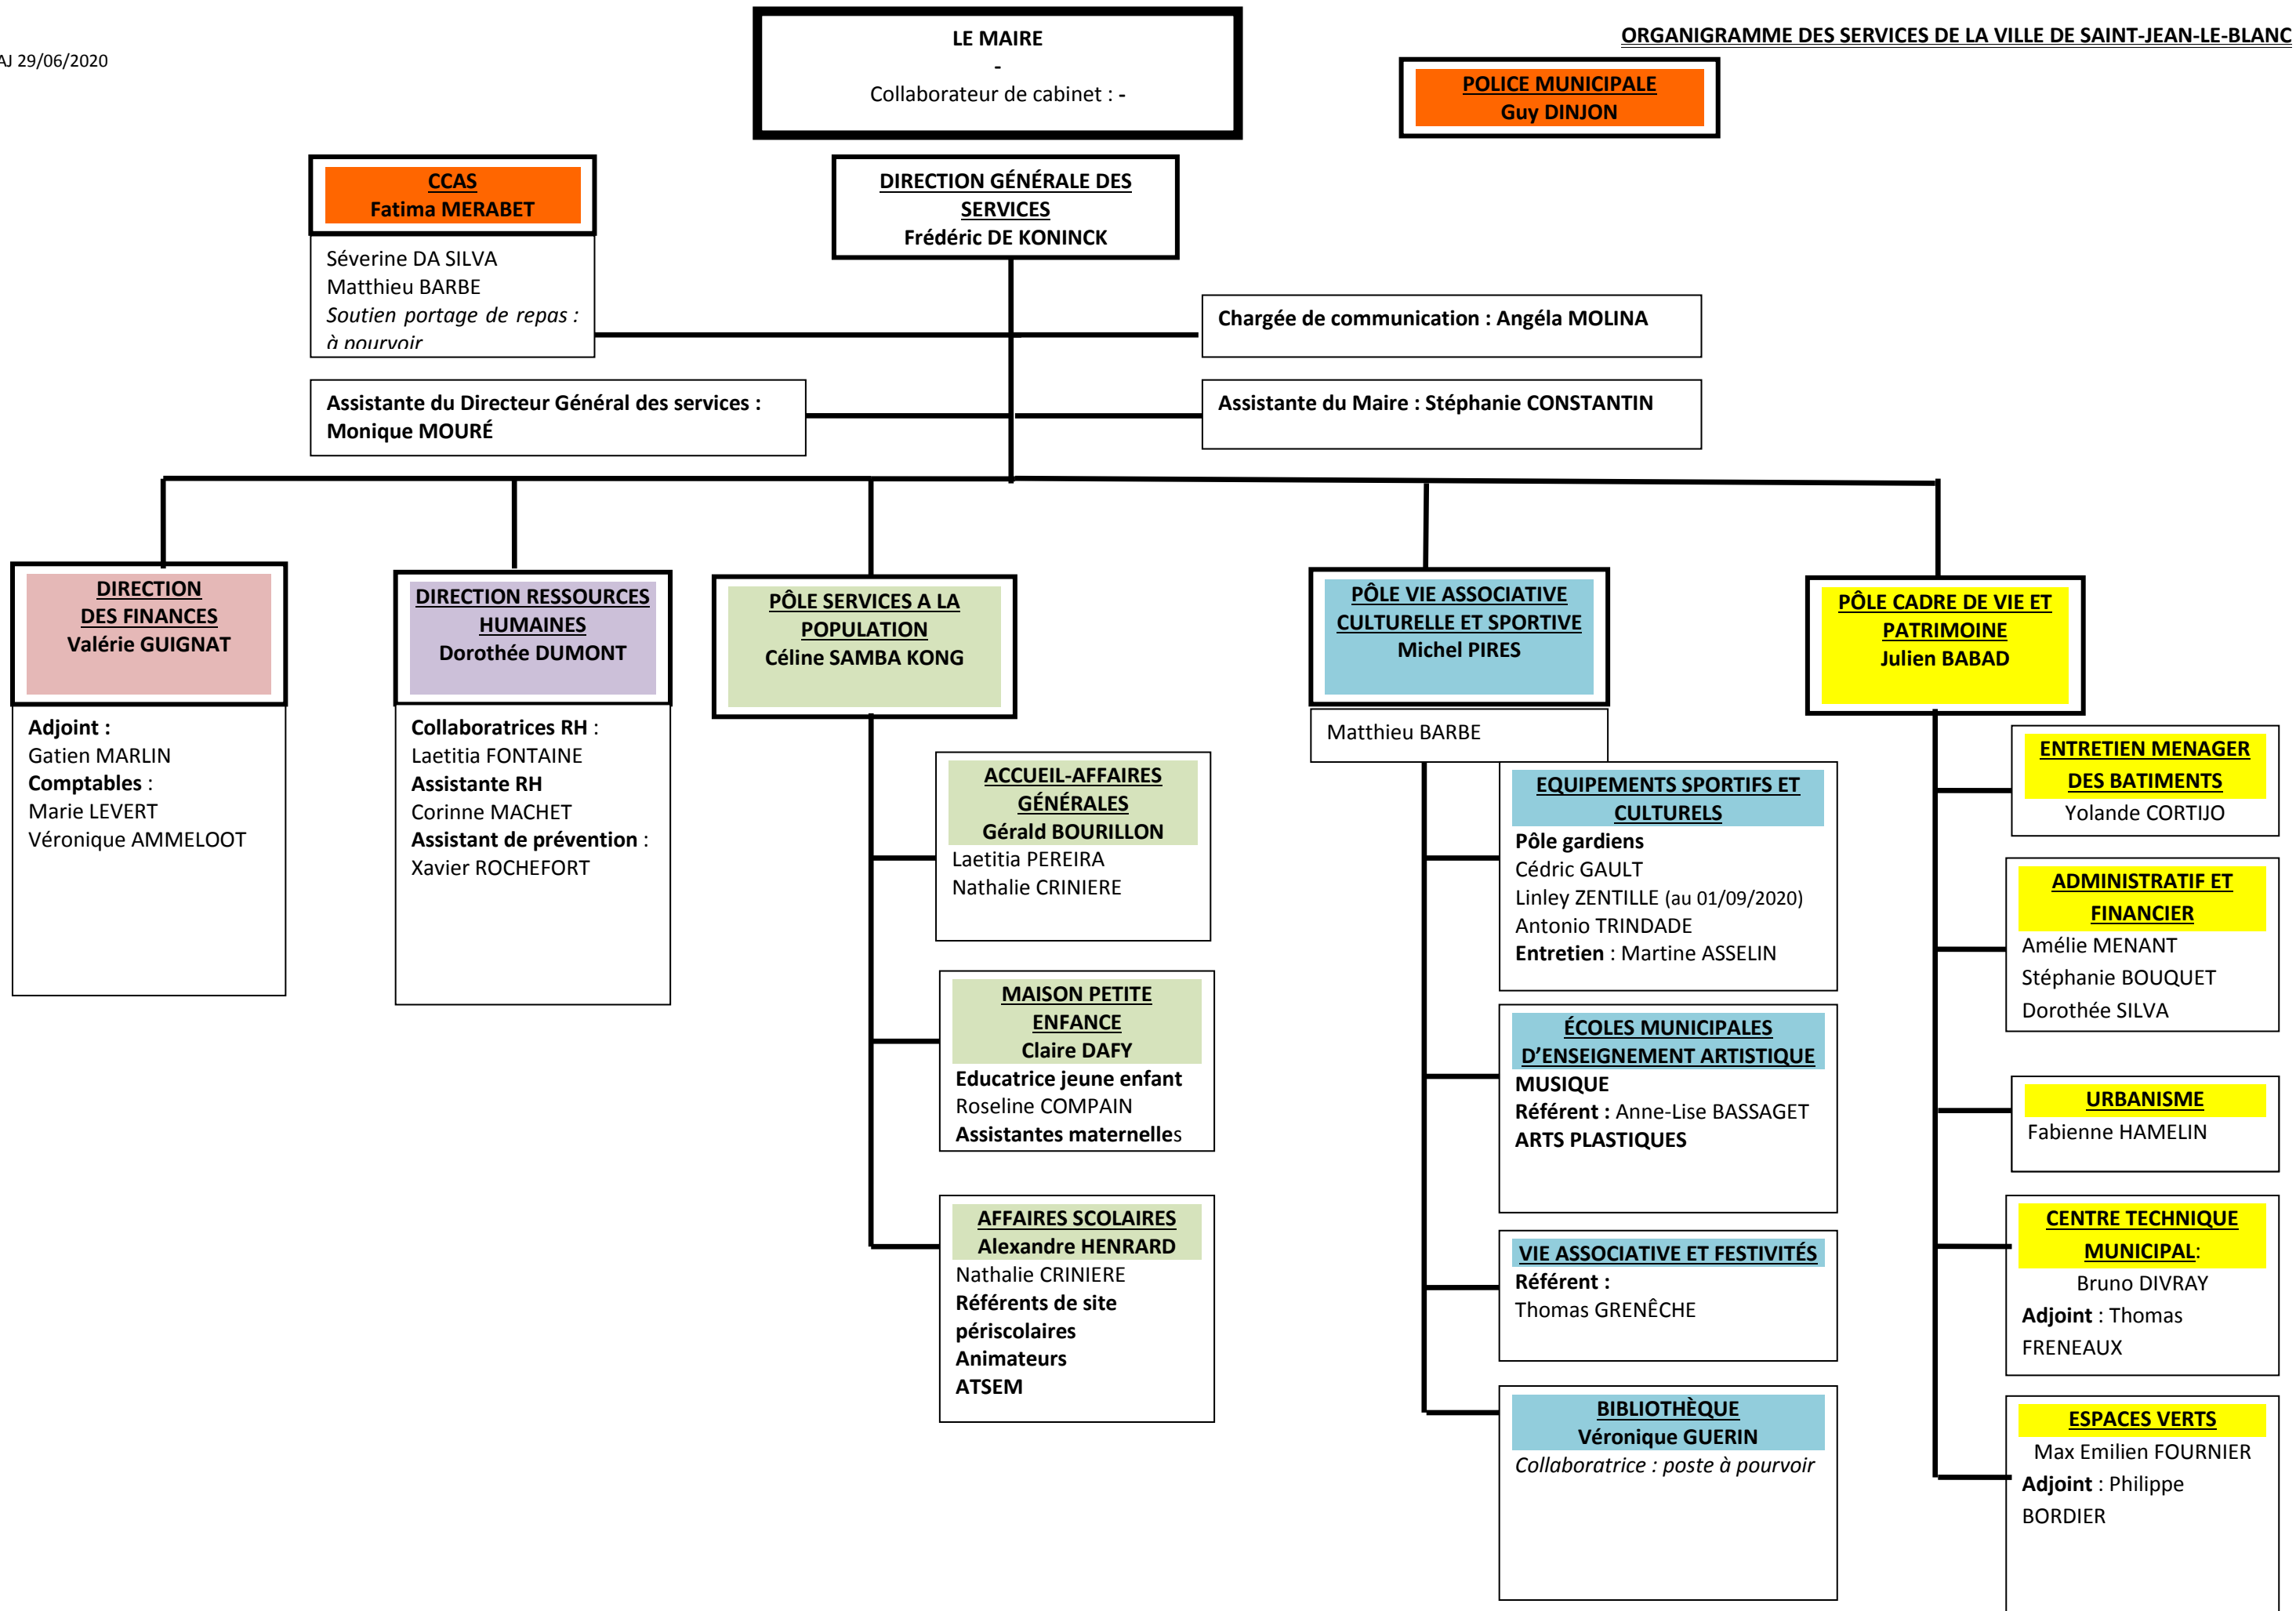 ORGANIGRAMME DES SERVICES DE LA VILLE DE SAINT-JEAN-LE-BLANC
AJ 29/06/2020
LE MAIRE
-
Collaborateur de cabinet : -
POLICE MUNICIPALE
Guy DINJON
CCAS
Fatima MERABET
Séverine DA SILVA
Matthieu BARBE
Soutien portage de repas :
à pourvoir
DIRECTION GÉNÉRALE DES
SERVICES
Frédéric DE KONINCK
Chargée de communication : Angéla MOLINA
Assistante du Directeur Général des services :
Monique MOURÉ
Assistante du Maire : Stéphanie CONSTANTIN
DIRECTION
DES FINANCES
Valérie GUIGNAT
Adjoint :
Gatien MARLIN
Comptables :
Marie LEVERT
Véronique AMMELOOT
DIRECTION RESSOURCES
HUMAINES
Dorothée DUMONT
Collaboratrices RH :
Laetitia FONTAINE
Assistante RH
Corinne MACHET
Assistant de prévention :
Xavier ROCHEFORT
PÔLE SERVICES A LA
POPULATION
Céline SAMBA KONG
ACCUEIL-AFFAIRES
GÉNÉRALES
Gérald BOURILLON
Laetitia PEREIRA
Nathalie CRINIERE
MAISON PETITE
ENFANCE
Claire DAFY
Educatrice jeune enfant
Roseline COMPAIN
Assistantes maternelles
AFFAIRES SCOLAIRES
Alexandre HENRARD
Nathalie CRINIERE
Référents de site
périscolaires
Animateurs
ATSEM
PÔLE VIE ASSOCIATIVE
CULTURELLE ET SPORTIVE
Michel PIRES
Matthieu BARBE
EQUIPEMENTS SPORTIFS ET
CULTURELS
Pôle gardiens
Cédric GAULT
Linley ZENTILLE (au 01/09/2020)
Antonio TRINDADE
Entretien : Martine ASSELIN
ÉCOLES MUNICIPALES
D’ENSEIGNEMENT ARTISTIQUE
MUSIQUE
Référent : Anne-Lise BASSAGET
ARTS PLASTIQUES
VIE ASSOCIATIVE ET FESTIVITÉS
Référent :
Thomas GRENÊCHE
BIBLIOTHÈQUE
Véronique GUERIN
Collaboratrice : poste à pourvoir
PÔLE CADRE DE VIE ET
PATRIMOINE
Julien BABAD
ENTRETIEN MENAGER
DES BATIMENTS
Yolande CORTIJO
ADMINISTRATIF ET
FINANCIER
Amélie MENANT
Stéphanie BOUQUET
Dorothée SILVA
URBANISME
Fabienne HAMELIN
CENTRE TECHNIQUE
MUNICIPAL:
Bruno DIVRAY
Adjoint : Thomas
FRENEAUX
ESPACES VERTS
Max Emilien FOURNIER
Adjoint : Philippe
BORDIER